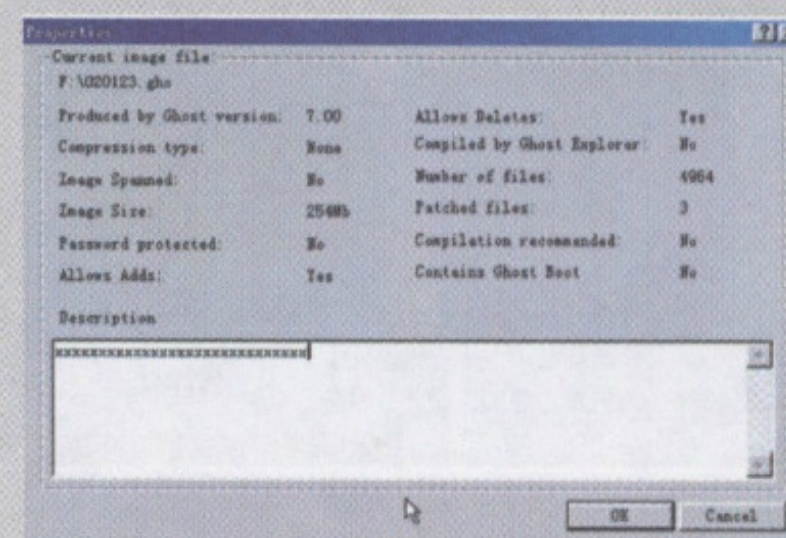 Properties
Current image file:
F:\020123.gho
Produced by Ghost version: 7.00 Allows Deletes: Yes
Compression type: None Compiled by Ghost Explorer: No
Image Spanned: No Number of files: 4964
Image Size: 254Mb Patched files: 3
Password protected: No Compilation recommended: No
Allows Adds: Yes Contains Ghost Boot No
Description
OK Cancel